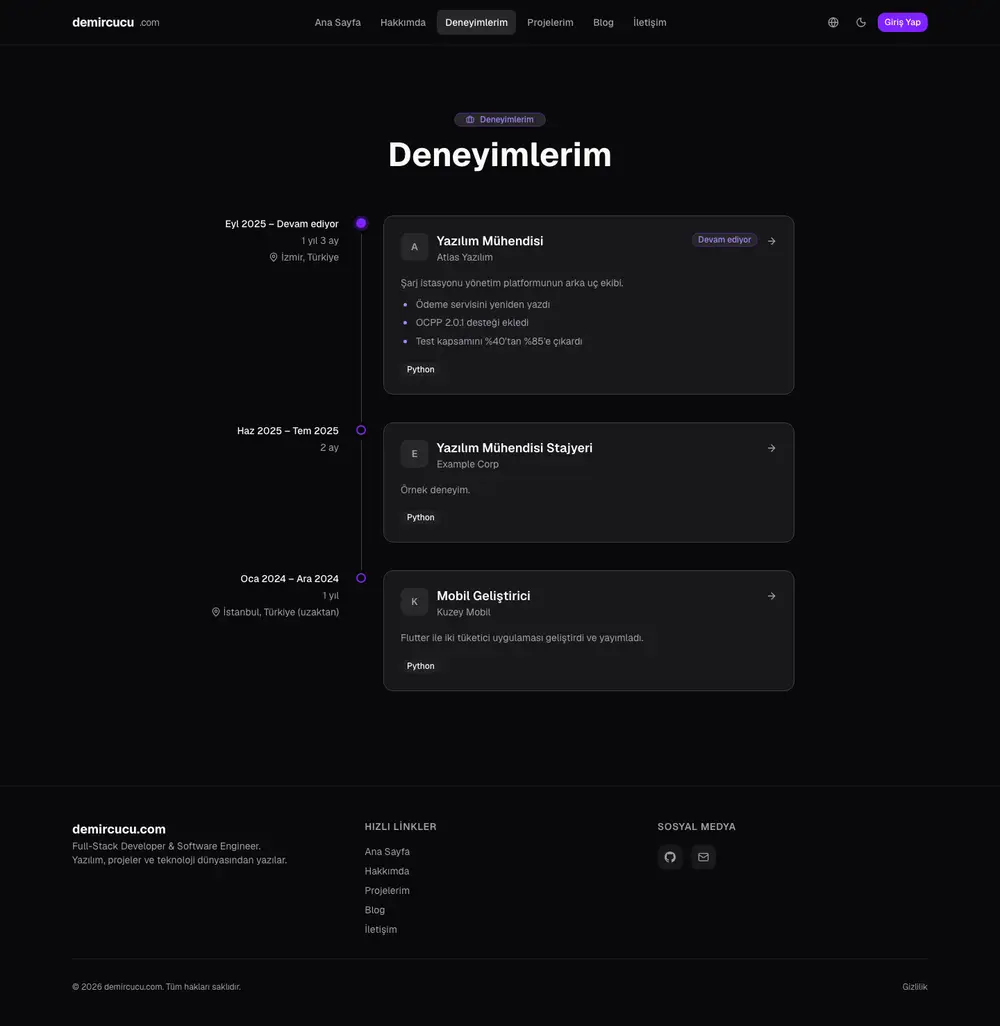 demircucu .com
Ana Sayfa
Hakkımda
Deneyimlerim
Projelerim
Blog
İletişim
Giriş Yap
Deneyimlerim
Deneyimlerim
Eyl 2025 – Devam ediyor
1 yıl 3 ay
İzmir, Türkiye
A
Yazılım Mühendisi
Atlas Yazılım
Devam ediyor
Şarj istasyonu yönetim platformunun arka uç ekibi.
Ödeme servisini yeniden yazdı
OCPP 2.0.1 desteği ekledi
Test kapsamını %40'tan %85'e çıkardı
Python
Haz 2025 – Tem 2025
2 ay
E
Yazılım Mühendisi Stajyeri
Example Corp
Örnek deneyim.
Python
Oca 2024 – Ara 2024
1 yıl
İstanbul, Türkiye (uzaktan)
K
Mobil Geliştirici
Kuzey Mobil
Flutter ile iki tüketici uygulaması geliştirdi ve yayımladı.
Python
demircucu.com
Full-Stack Developer & Software Engineer.
Yazılım, projeler ve teknoloji dünyasından yazılar.
HIZLI LİNKLER
Ana Sayfa
Hakkımda
Projelerim
Blog
İletişim
SOSYAL MEDYA
© 2026 demircucu.com. Tüm hakları saklıdır.
Gizlilik